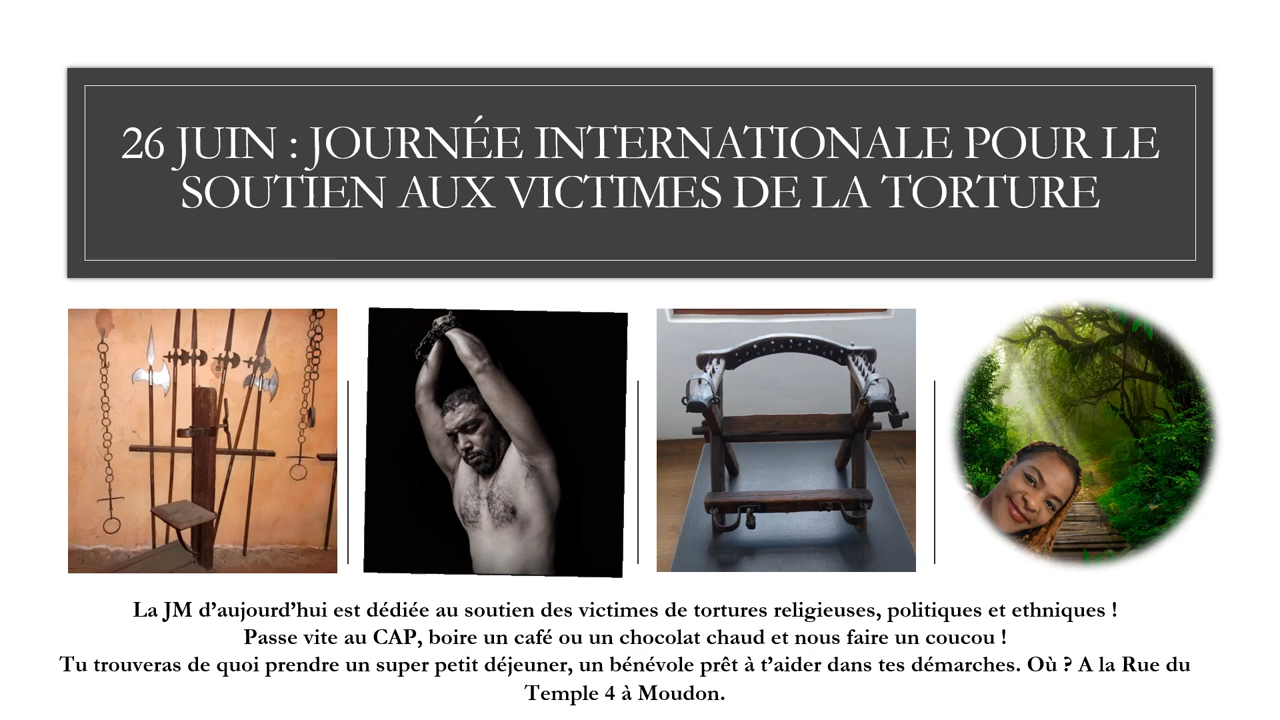 26 JUIN : JOURNÉE INTERNATIONALE POUR LE
SOUTIEN AUX VICTIMES DE LA TORTURE
La JM d’aujourd’hui est dédiée au soutien des victimes de tortures religieuses, politiques et ethniques !
Passe vite au CAP, boire un café ou un chocolat chaud et nous faire un coucou !
Tu trouveras de quoi prendre un super petit déjeuner, un bénévole prêt à t’aider dans tes démarches. Où ? A la Rue du
Temple 4 à Moudon.